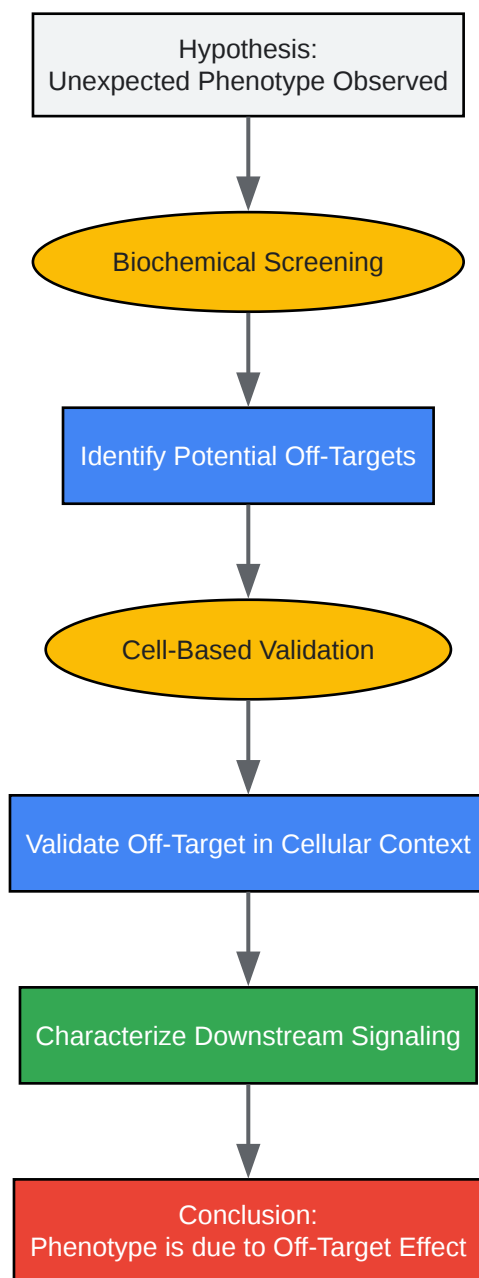 Hypothesis:
Unexpected Phenotype Observed
Biochemical Screening
Identify Potential Off-Targets
Cell-Based Validation
Validate Off-Target in Cellular Context
Characterize Downstream Signaling
Conclusion:
Phenotype is due to Off-Target Effect